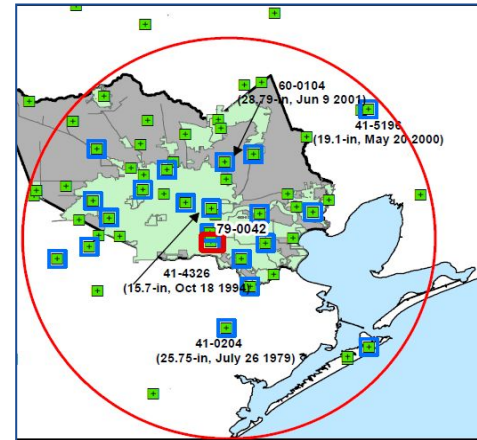 60-0104
(28.79-in, Jun 9 2001)
41-5196
(19.1-in, May 20 2000)
79-0042
41-4326
(15.7-in, Oct 18 1994)
41-0204
(25.75-in, July 26 1979)